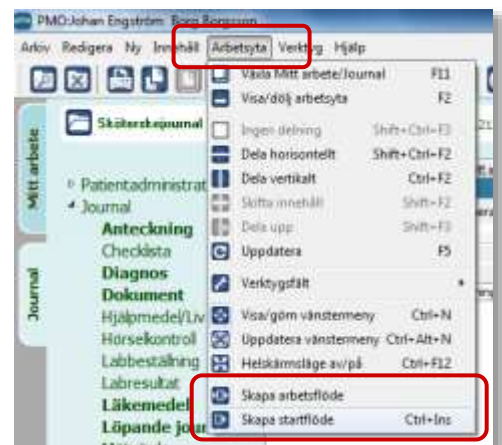 PMO:Johan Engström Borg Borgsson
Arkiv Redigera Ny Innehåll Arbetsyta Verktyg Hjälp
Växla Mitt arbete/Journal F11
Visa/dölj arbetsyta F2
Sköterskejournal
Ingen delning Shift+Ctrl+F3
Dela horisontellt Shift+Ctrl+F2
Dela vertikalt Ctrl+F2
Skifta innehåll Shift+F2
Dela upp Shift+F3
Uppdatera F5
Verktygsfält
Visa/göm vänstermeny Ctrl+N
Uppdatera vänstermeny Ctrl+Alt+N
Helskärmsläge av/på Ctrl+F12
Skapa arbetsflöde
Skapa startflöde Ctrl+Ins
Mitt arbete
Journal
Patientadministrat
Journal
Anteckning
Checklista
Diagnos
Dokument
Hjälpmedel/Liv
Hörselkontroll
Labbeställning
Labresultat
Läkemedel
Löpande jour